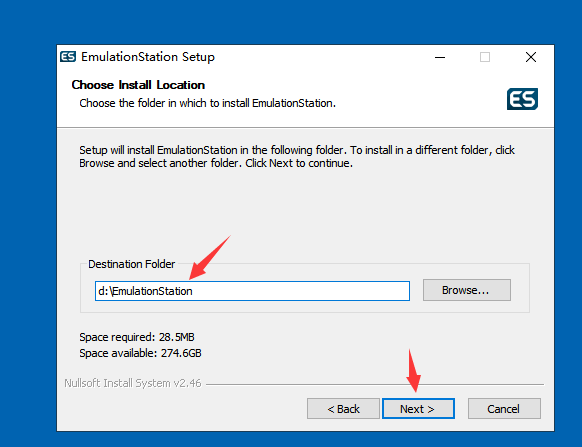 ES EmulationStation Setup
Choose Install Location
Choose the folder in which to install EmulationStation.
ES
Setup will install EmulationStation in the following folder. To install in a different folder, click
Browse and select another folder. Click Next to continue.
Destination Folder
d:\EmulationStation
Browse...
Space required: 28.5MB
Space available: 274.6GB
Nullsoft Install System v2.46
< Back
Next >
Cancel